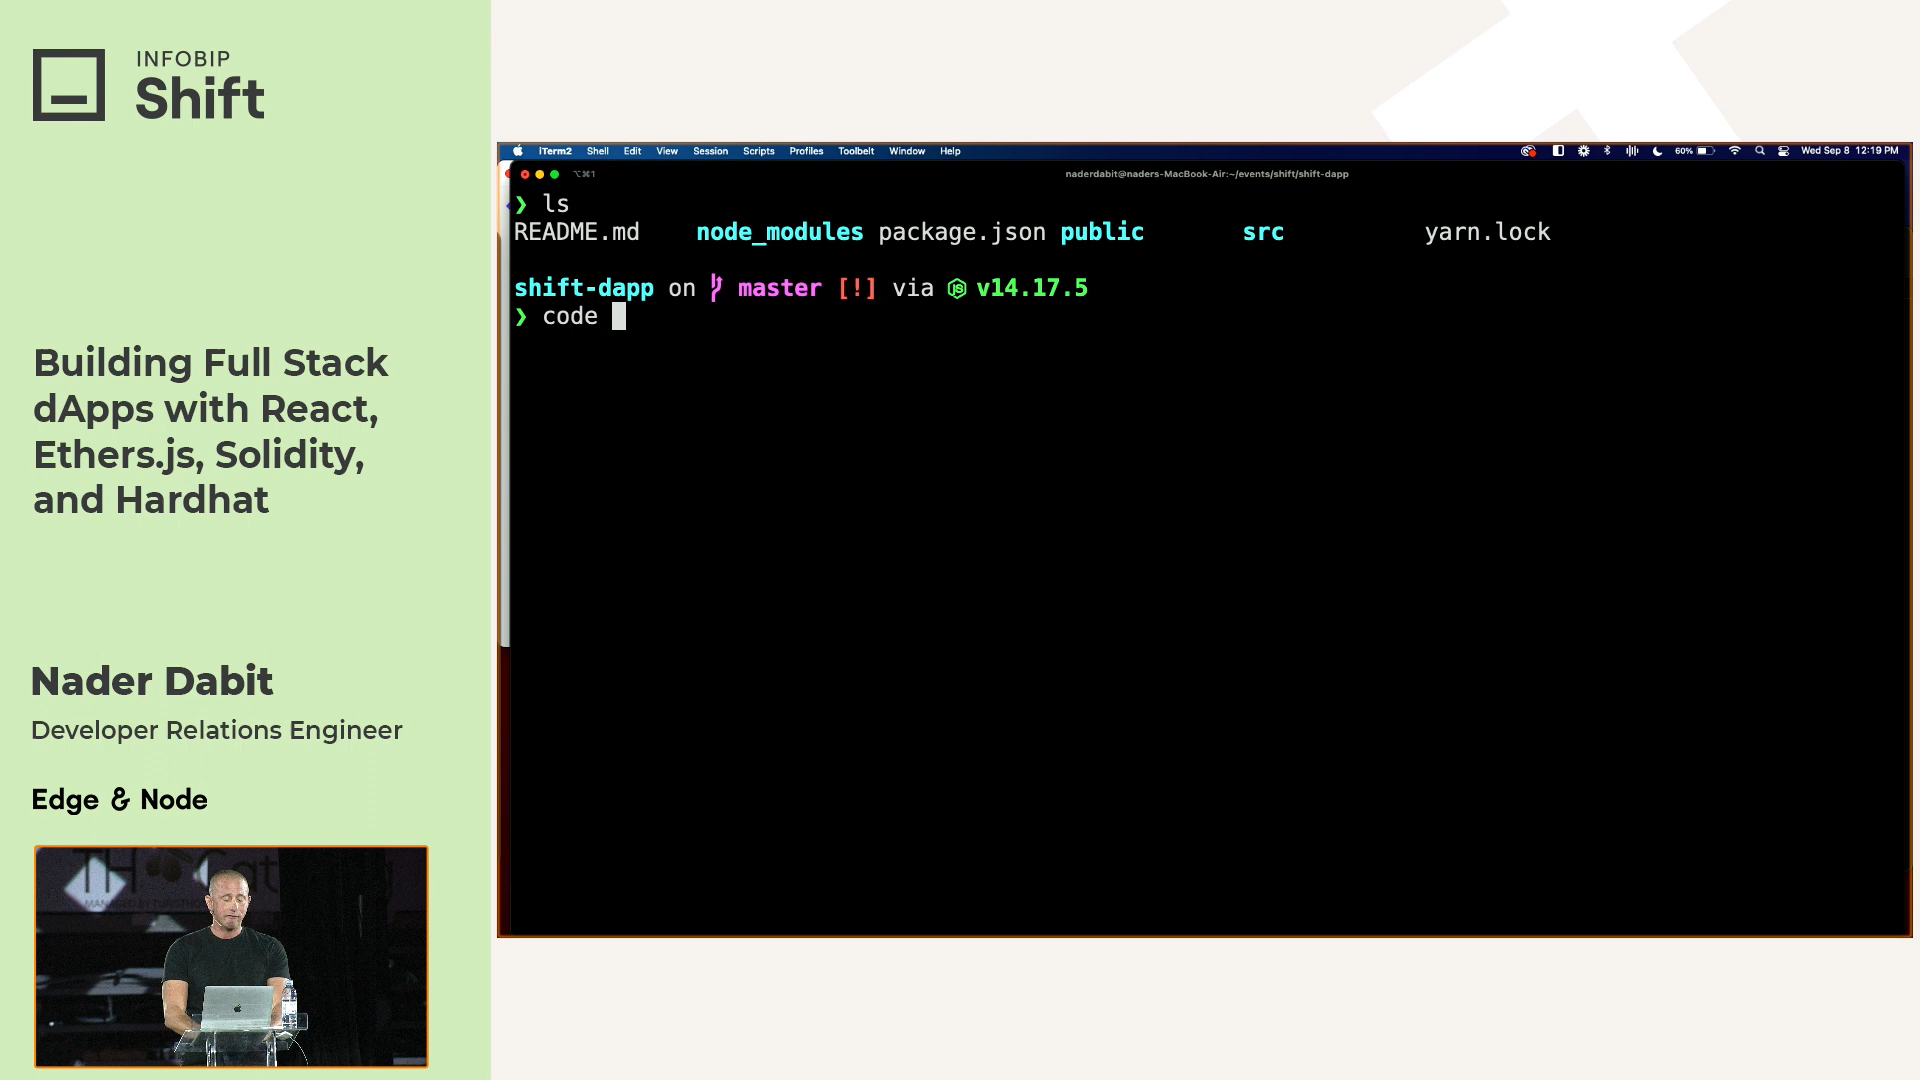 INFOBIP
Shift
Building Full Stack
dApps with React,
Ethers.js, Solidity,
and Hardhat
Nader Dabit
Developer Relations Engineer
Edge & Node
iTerm2 Shell Edit View Session Scripts Profiles Toolbelt Window Help 60% Wed Sep 8 12:19 PM
⌥⌘1 naderdabit@naders-MacBook-Air:~/events/shift/shift-dapp
❯ ls
README.md node_modules package.json public src yarn.lock
shift-dapp on master [!] via v14.17.5
❯ code